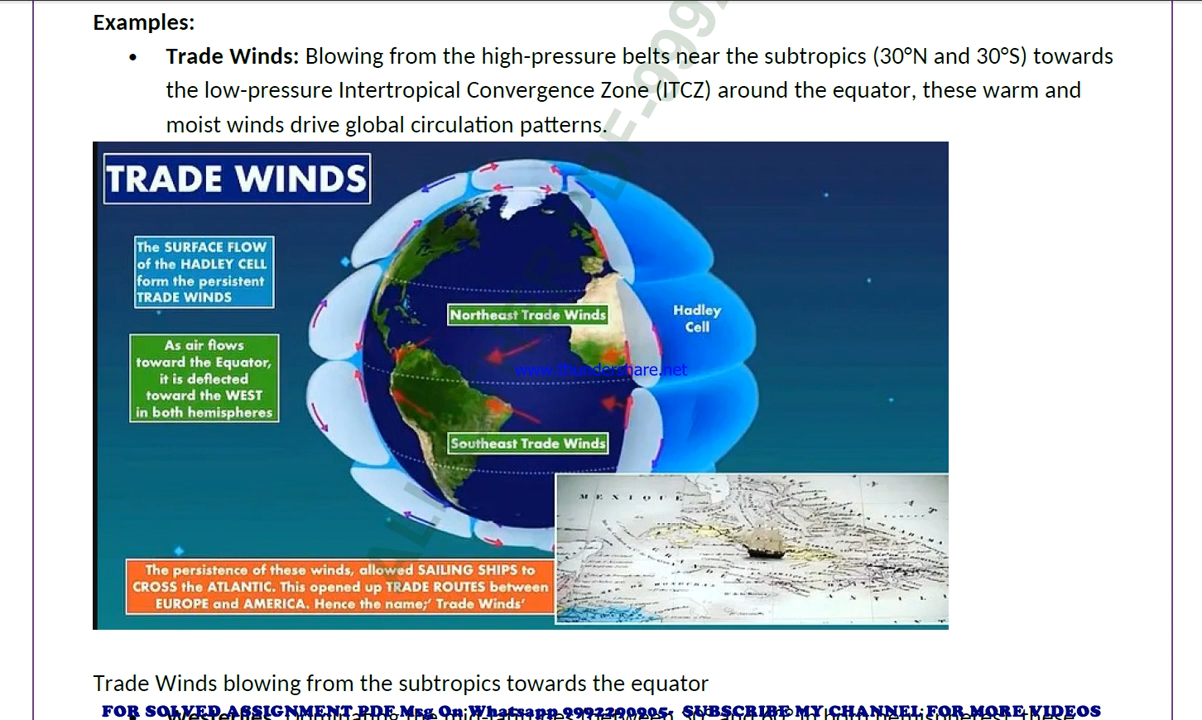 Examples:
• Trade Winds: Blowing from the high-pressure belts near the subtropics (30°N and 30°S) towards
the low-pressure Intertropical Convergence Zone (ITCZ) around the equator, these warm and
moist winds drive global circulation patterns.
TRADE WINDS
The SURFACE FLOW
of the HADLEY CELL
form the persistent
TRADE WINDS
Northeast Trade Winds
Hadley
Cell
As air flows
toward the Equator,
it is deflected
toward the WEST
in both hemispheres
www.thundershare.net
Southeast Trade Winds
MEXIQUE
The persistence of these winds, allowed SAILING SHIPS to
CROSS the ATLANTIC. This opened up TRADE ROUTES between
EUROPE and AMERICA. Hence the name;' Trade Winds'
Trade Winds blowing from the subtropics towards the equator
FOR SOLVED ASSIGNMENT PDF Msg On Whatsapp 9992290905- SUBSCRIBE MY CHANNEL FOR MORE VIDEOS